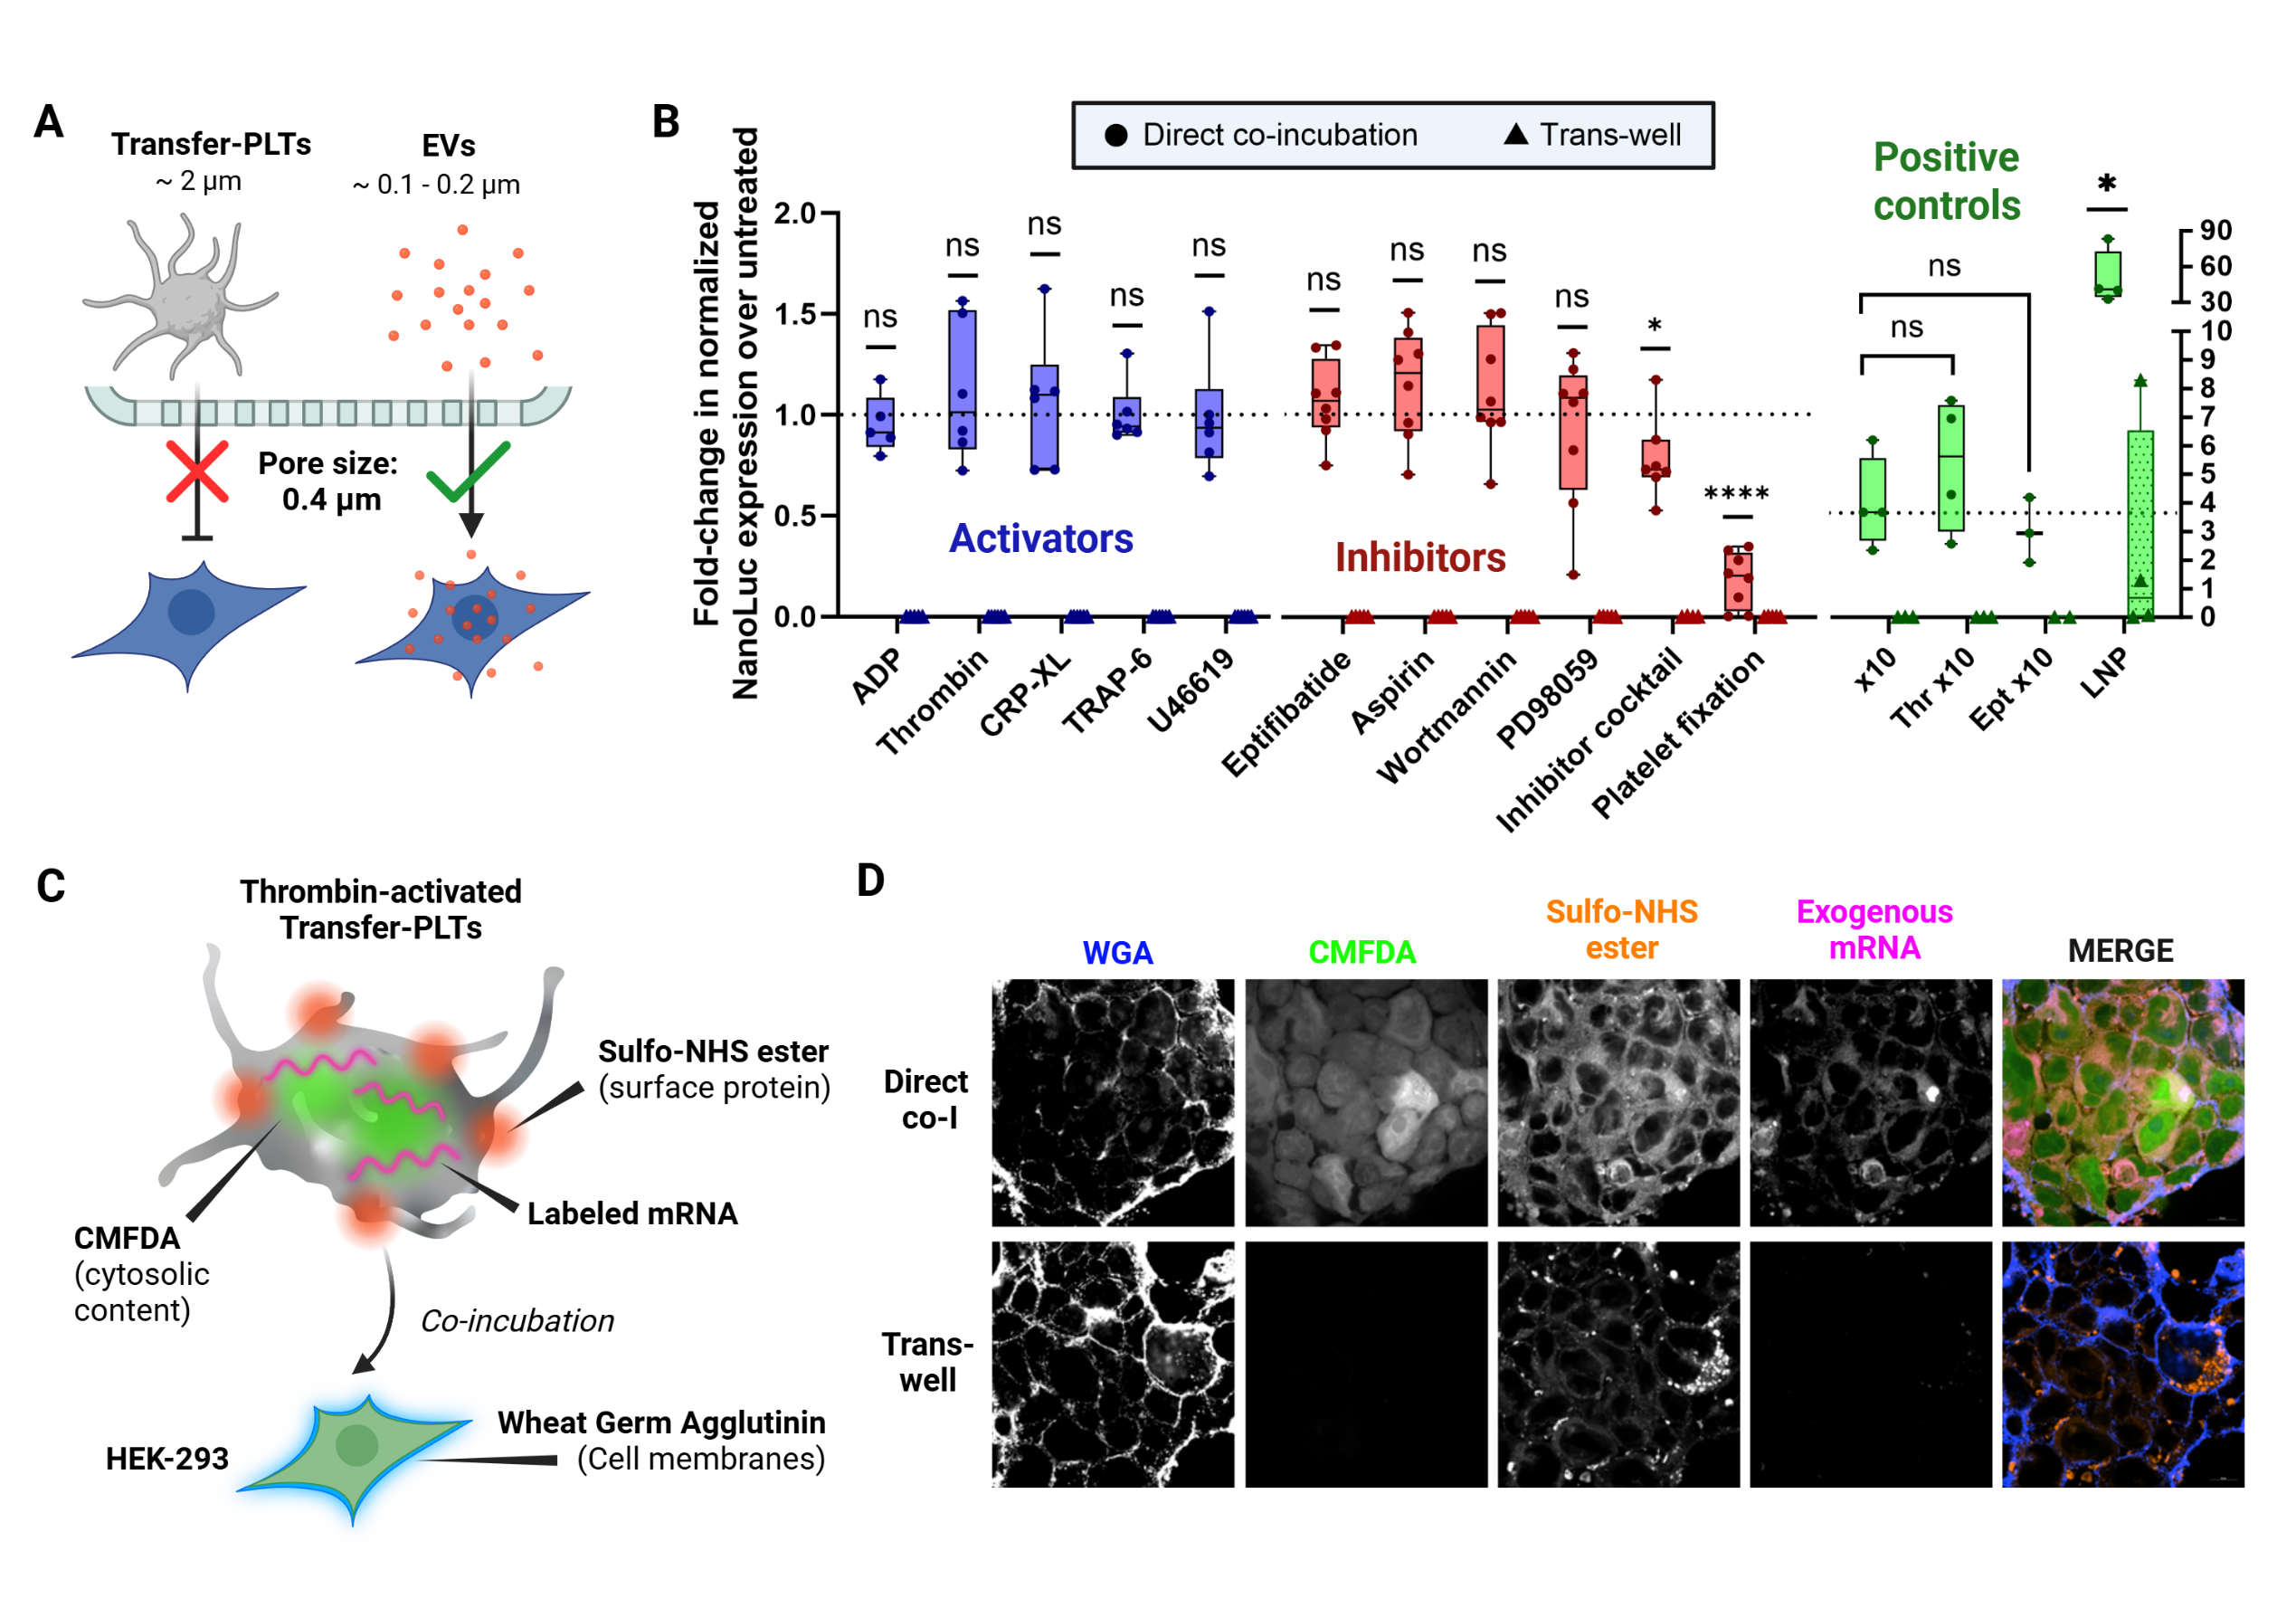 A
Transfer-PLTs
~ 2 µm
EVs
~ 0.1 - 0.2 µm
Pore size:
0.4 µm
B
Direct co-incubation
Trans-well
Fold-change in normalized
NanoLuc expression over untreated
2.0
1.5
1.0
0.5
0.0
ns
ns
ns
ns
ns
ns
ns
ns
ns
*
****
Activators
Inhibitors
Positive
controls
ns
ns
*
90
60
30
10
9
8
7
6
5
4
3
2
1
0
ADP
Thrombin
CRP-XL
TRAP-6
U46619
Eptifibatide
Aspirin
Wortmannin
PD98059
Inhibitor cocktail
Platelet fixation
x10
Thr x10
Ept x10
LNP
C
Thrombin-activated
Transfer-PLTs
Sulfo-NHS ester
(surface protein)
Labeled mRNA
CMFDA
(cytosolic
content)
Co-incubation
HEK-293
Wheat Germ Agglutinin
(Cell membranes)
D
WGA
CMFDA
Sulfo-NHS
ester
Exogenous
mRNA
MERGE
Direct
co-I
Trans-
well